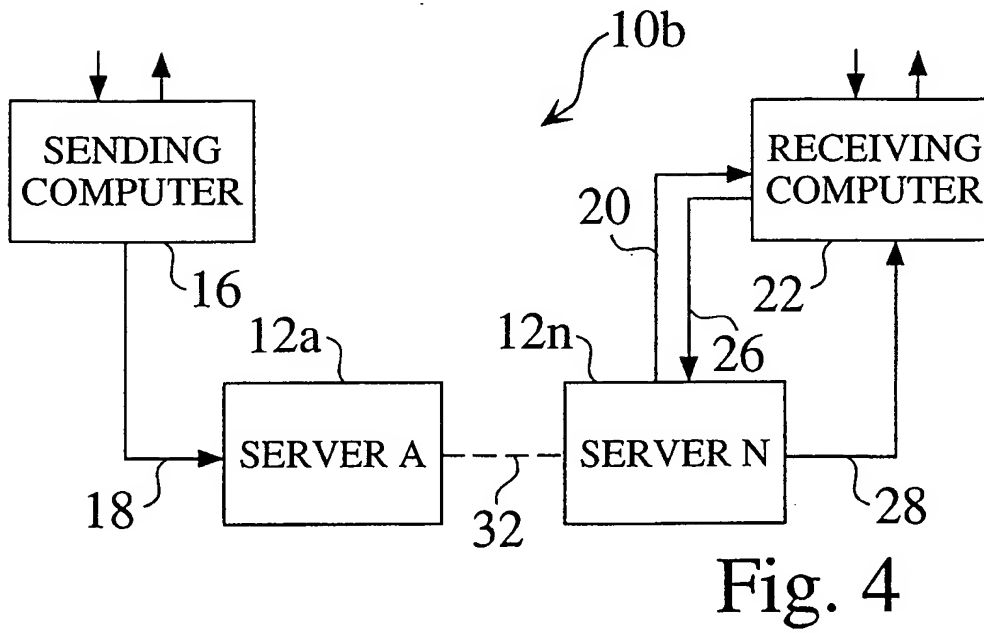 10b
SENDING
COMPUTER
RECEIVING
COMPUTER
20
16
22
12a
12n
26
SERVER A
SERVER N
18
32
28
Fig. 4